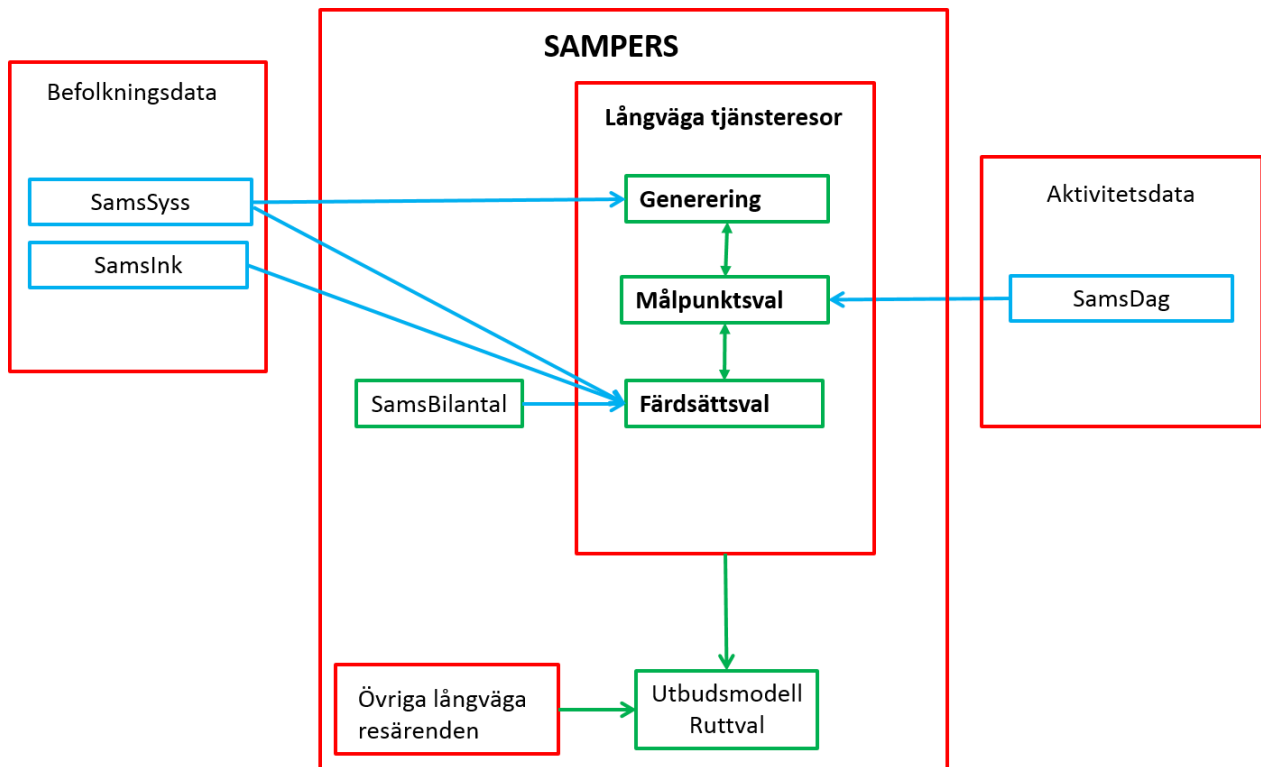 SAMPERS
Befolkningsdata
SamsSyss
SamsInk
Långväga tjänsteresor
Generering
Målpunktsval
Färdsättsval
SamsBilantal
Aktivitetsdata
SamsDag
Övriga långväga
resärenden
Utbudsmodell
Ruttval